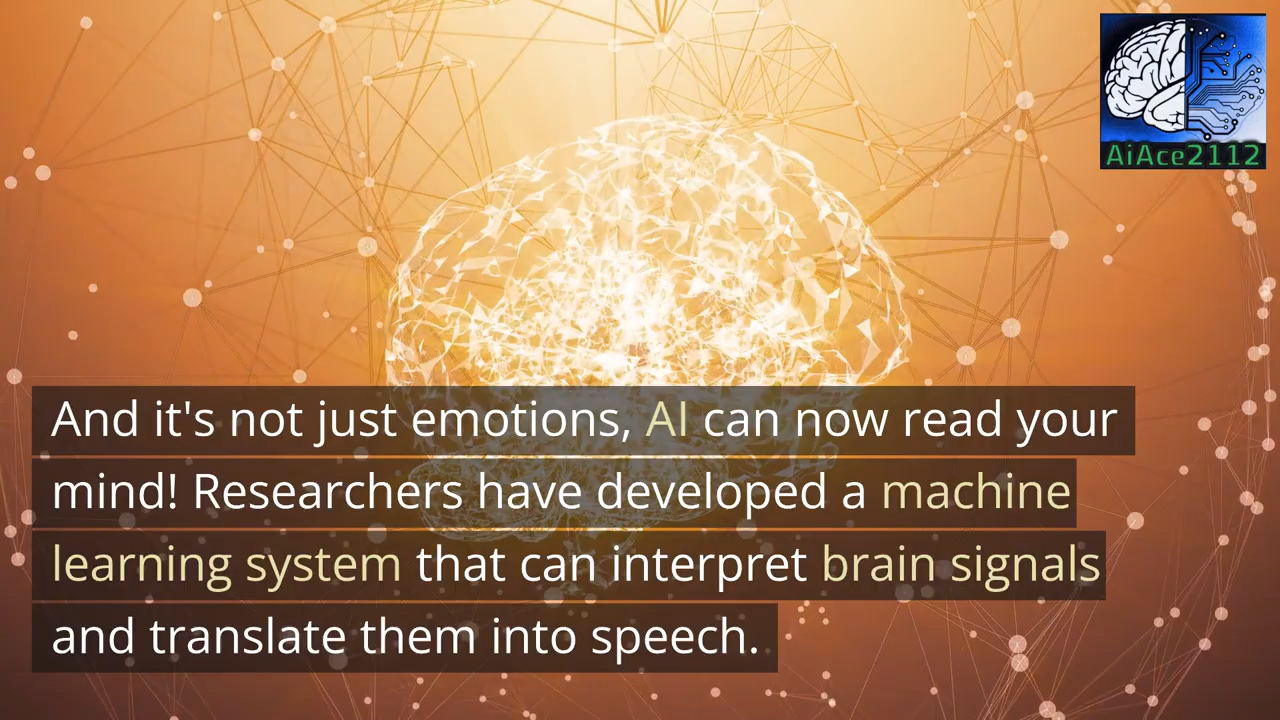 AiAce2112
And it's not just emotions, AI can now read your
mind! Researchers have developed a machine
learning system that can interpret brain signals
and translate them into speech.